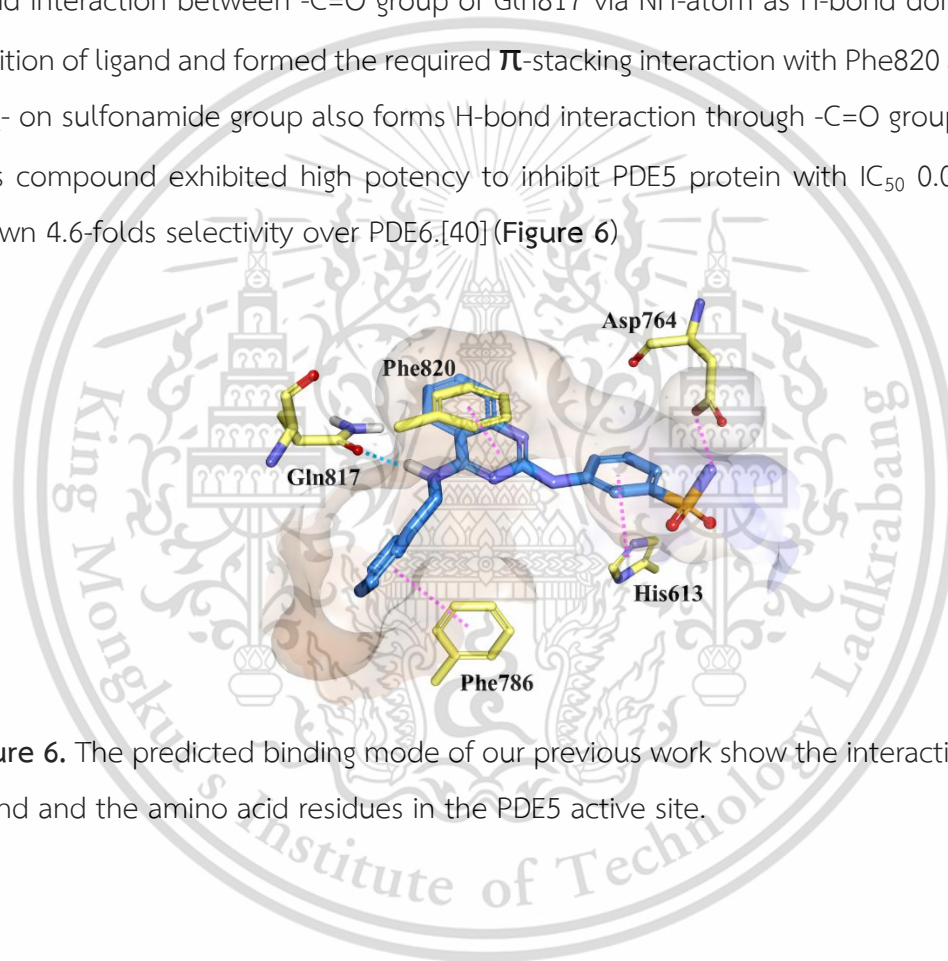 nd interaction between -C=O group of Gln817 via NH-atom as H-bond don
ition of ligand and formed the required π-stacking interaction with Phe820
- on sulfonamide group also forms H-bond interaction through -C=O group
s compound exhibited high potency to inhibit PDE5 protein with IC₅₀ 0.0
wn 4.6-folds selectivity over PDE6.[40] (Figure 6)
Asp764
Phe820
Gln817
His613
Phe786
ure 6. The predicted binding mode of our previous work show the interacti
nd and the amino acid residues in the PDE5 active site.
King Mongkut's Institute of Technology Ladkrabang